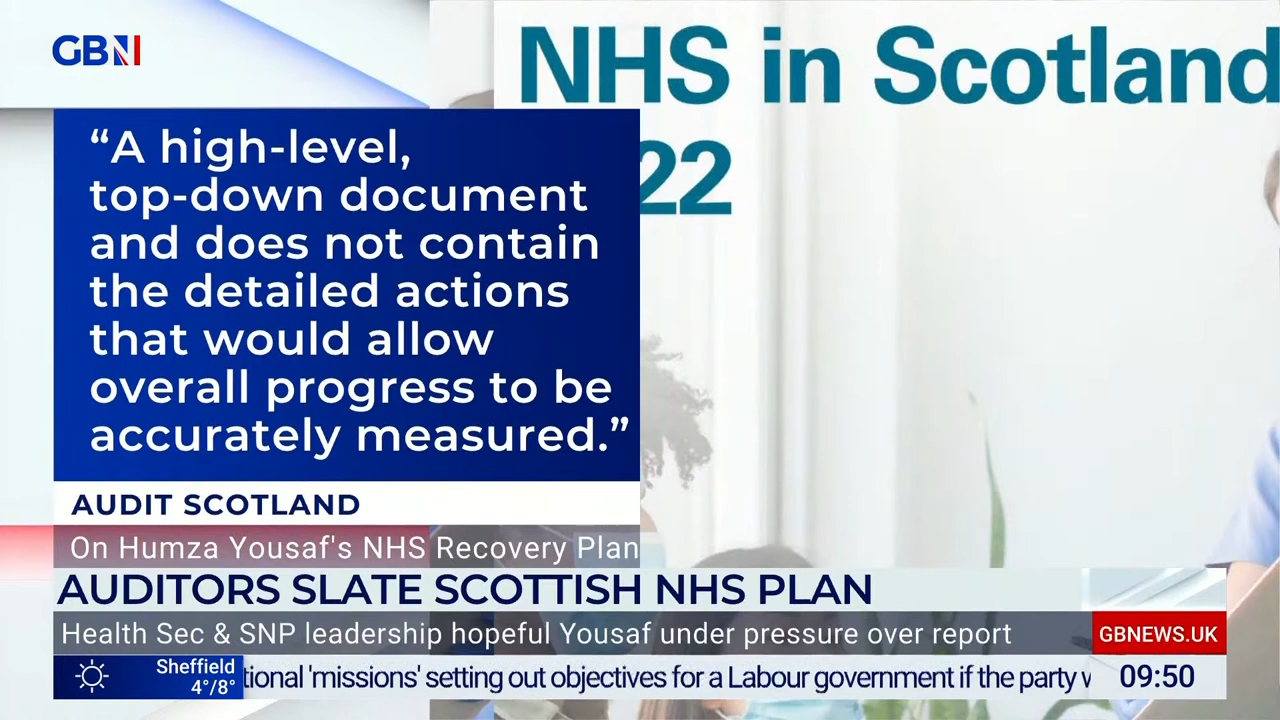 GBN
NHS in Scotland
22
“A high-level,
top-down document
and does not contain
the detailed actions
that would allow
overall progress to be
accurately measured.”
AUDIT SCOTLAND
On Humza Yousaf's NHS Recovery Plan
AUDITORS SLATE SCOTTISH NHS PLAN
Health Sec & SNP leadership hopeful Yousaf under pressure over report
GBNEWS.UK
Sheffield
4°/8°
'missions' setting out objectives for a Labour government if the party
09:50